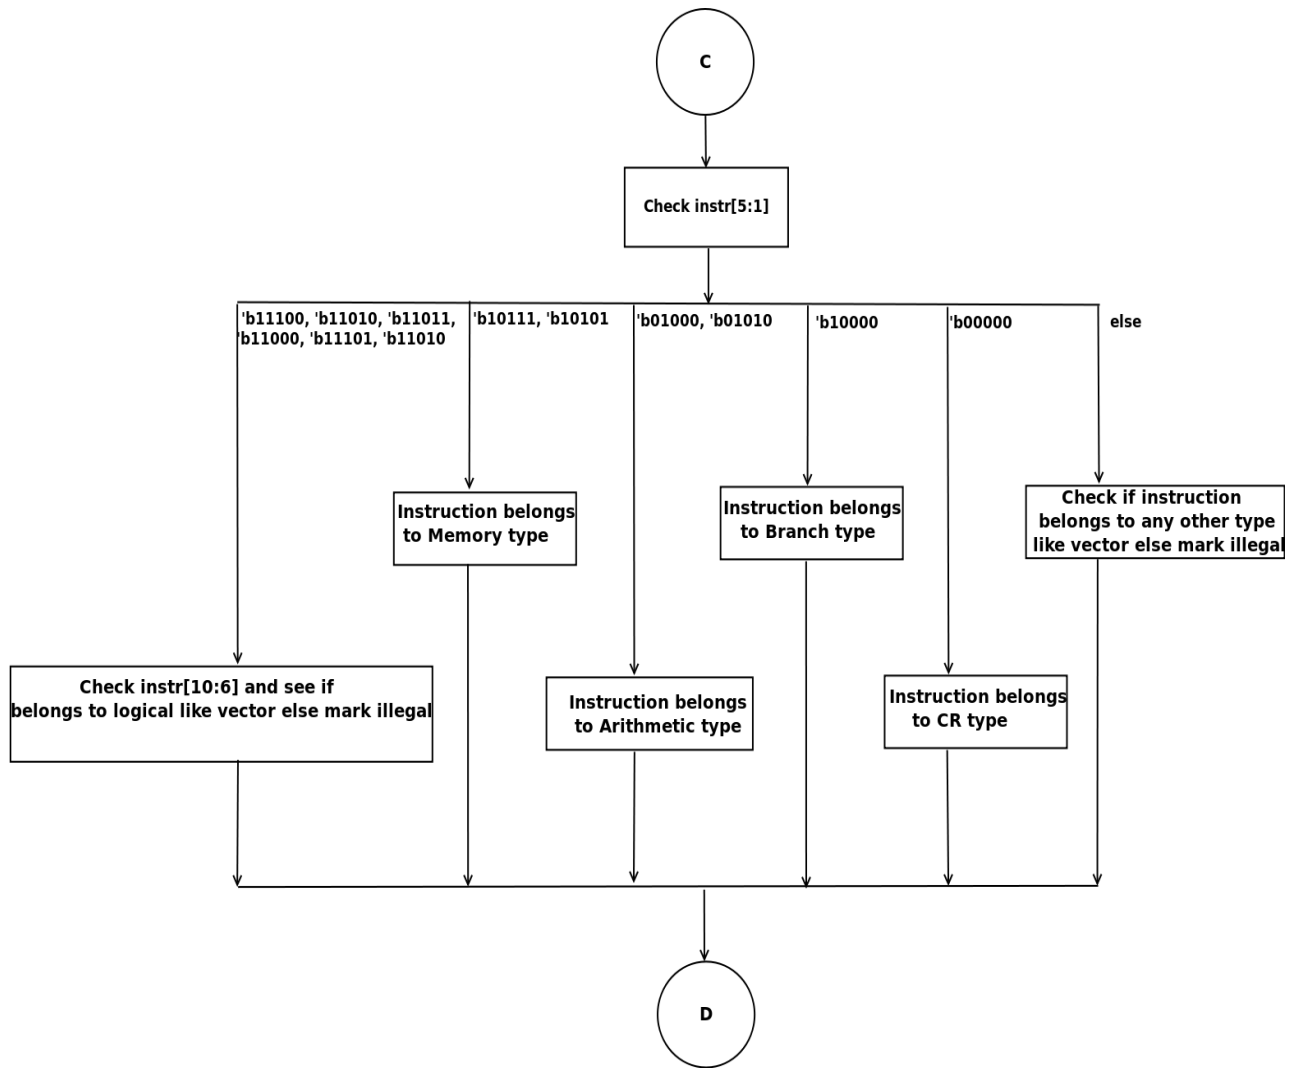 C
Check instr[5:1]
'b11100, 'b11010, 'b11011,
'b11000, 'b11101, 'b11010
'b10111, 'b10101
'b01000, 'b01010
'b10000
'b00000
else
Instruction belongs
to Memory type
Instruction belongs
to Branch type
Check if instruction
belongs to any other type
like vector else mark illegal
Check instr[10:6] and see if
belongs to logical like vector else mark illegal
Instruction belongs
to Arithmetic type
Instruction belongs
to CR type
D